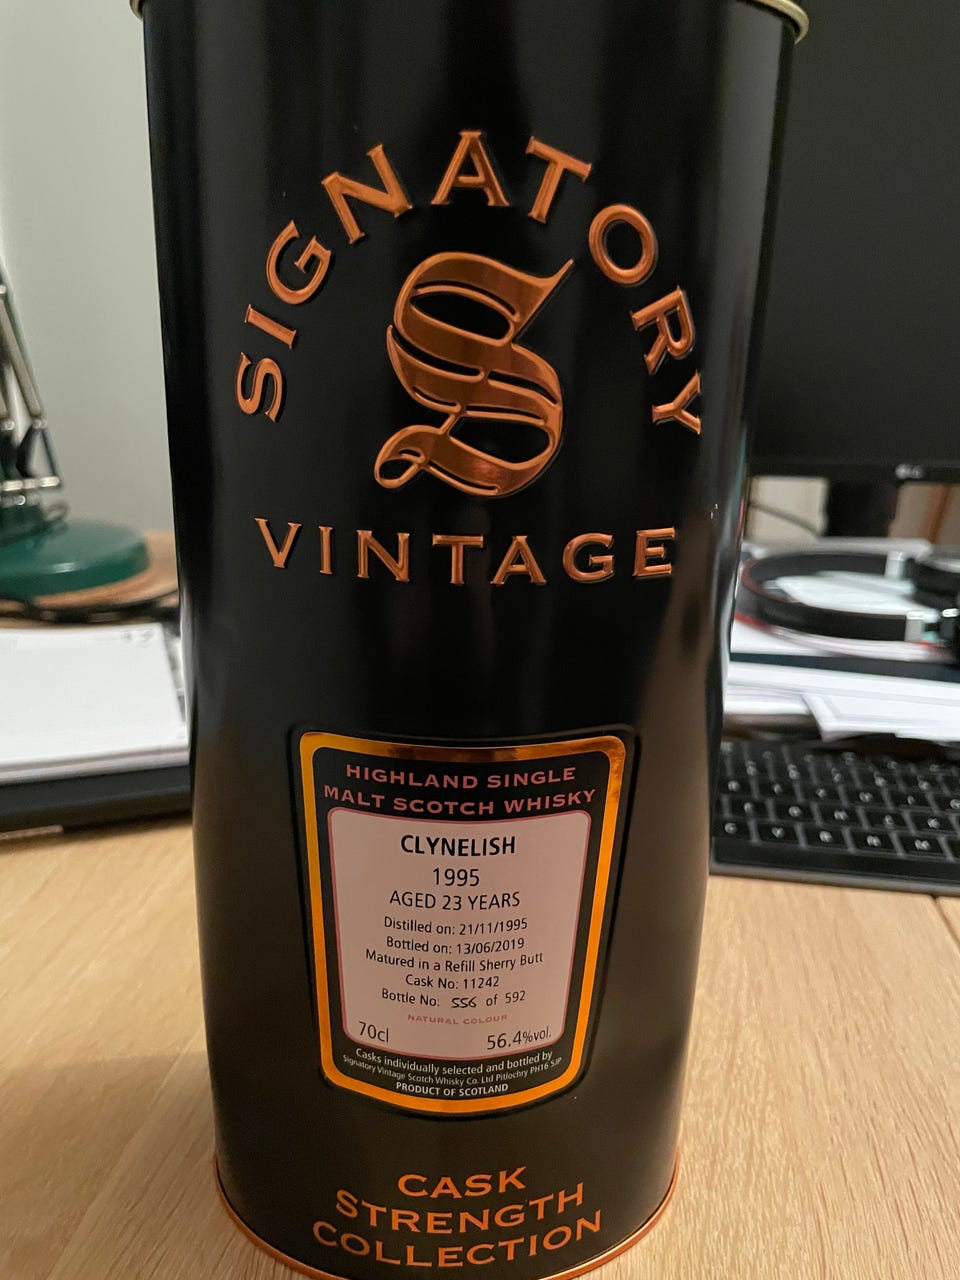 SIGNATORY
S
VINTAGE
HIGHLAND SINGLE
MALT SCOTCH WHISKY
CLYNELISH
1995
AGED 23 YEARS
Distilled on: 21/11/1995
Bottled on: 13/06/2019
Matured in a Refill Sherry Butt
Cask No: 11242
Bottle No: 556 of 592
NATURAL COLOUR
70cl 56.4%vol.
Casks individually selected and bottled by
Signatory Vintage Scotch Whisky Co. Ltd Pitlochry PH16 5JP
PRODUCT OF SCOTLAND
CASK
STRENGTH
COLLECTION
LG